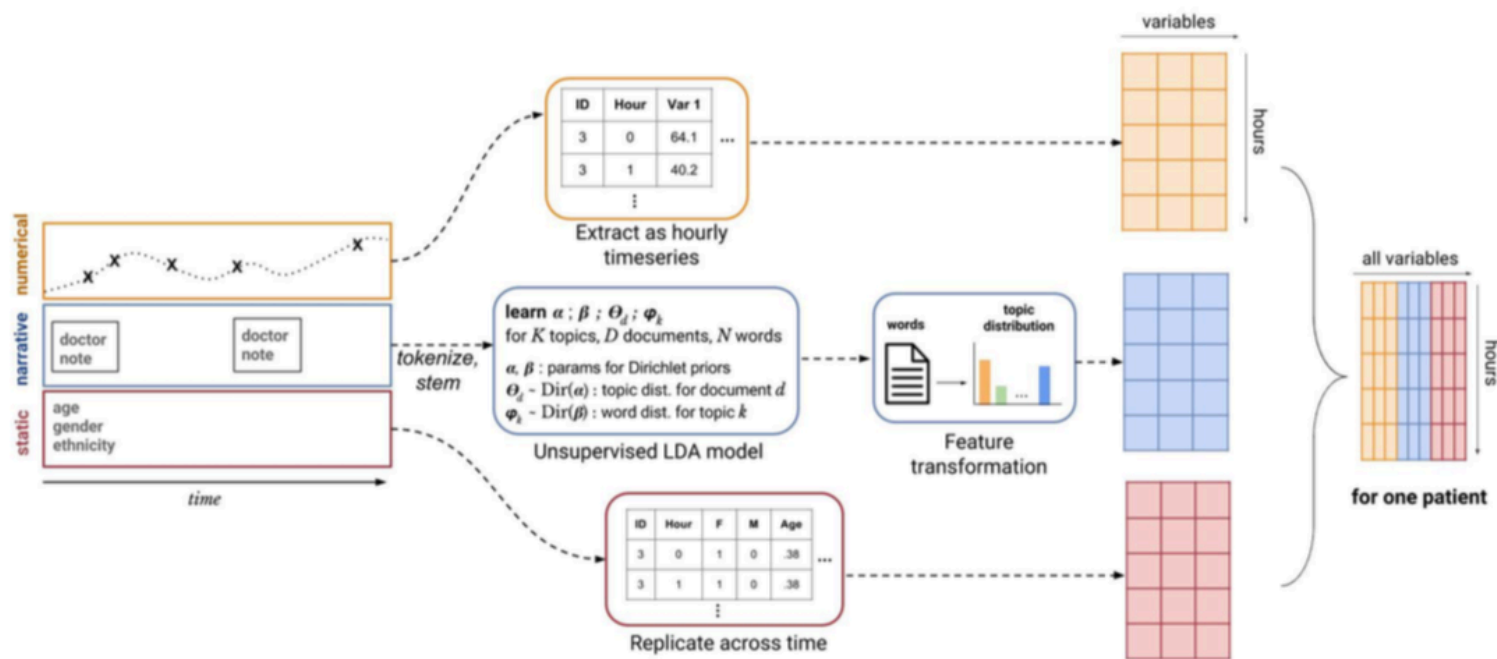 variables
hours
ID Hour Var 1
3 0 64.1 ...
3 1 40.2
⋮
Extract as hourly
timeseries
numerical
X X X X X
narrative
doctor
note
doctor
note
tokenize,
stem
static
age
gender
ethnicity
time
learn α ; β ; Θ_d ; φ_k
for K topics, D documents, N words
α, β : params for Dirichlet priors
Θ_d ~ Dir(α) : topic dist. for document d
φ_k ~ Dir(β) : word dist. for topic k
Unsupervised LDA model
words
topic
distribution
...
Feature
transformation
ID Hour F M Age
3 0 1 0 .38 ...
3 1 1 0 .38
⋮
Replicate across time
all variables
hours
for one patient